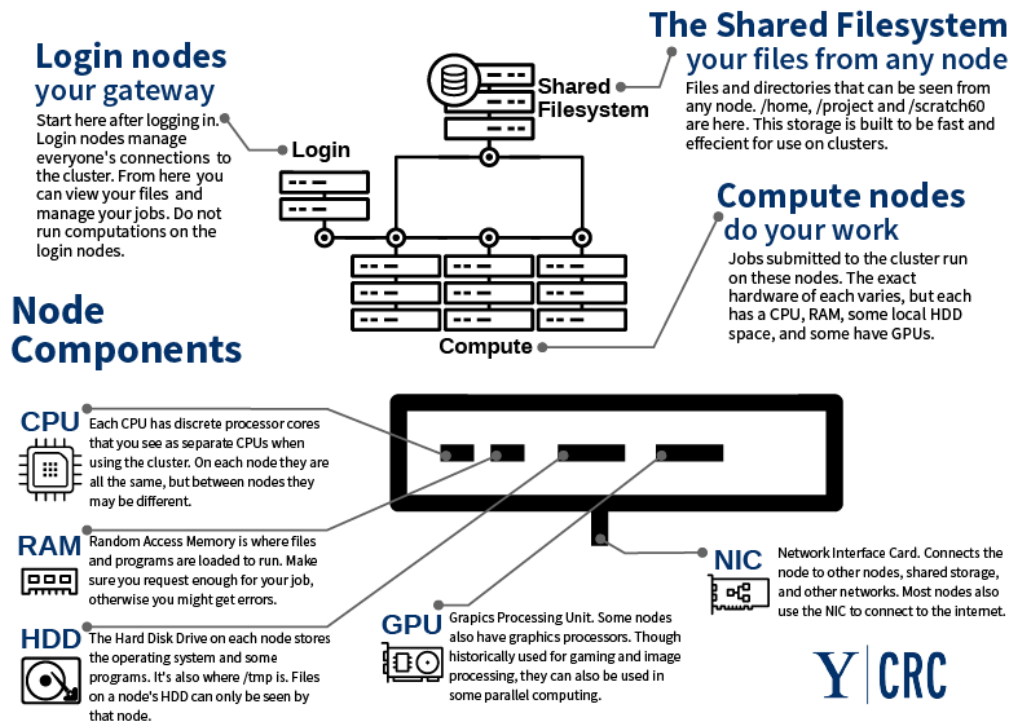 Login nodes
your gateway
Start here after logging in.
Login nodes manage
everyone's connections to
the cluster. From here you
can view your files and
manage your jobs. Do not
run computations on the
login nodes.
Login
Shared
Filesystem
The Shared Filesystem
your files from any node
Files and directories that can be seen from
any node. /home, /project and /scratch60
are here. This storage is built to be fast and
effecient for use on clusters.
Compute nodes
do your work
Jobs submitted to the cluster run
on these nodes. The exact
hardware of each varies, but each
has a CPU, RAM, some local HDD
space, and some have GPUs.
Compute
Node
Components
CPU
Each CPU has discrete processor cores
that you see as separate CPUs when
using the cluster. On each node they are
all the same, but between nodes they
may be different.
RAM
Random Access Memory is where files
and programs are loaded to run. Make
sure you request enough for your job,
otherwise you might get errors.
HDD
The Hard Disk Drive on each node stores
the operating system and some
programs. It's also where /tmp is. Files
on a node's HDD can only be seen by
that node.
GPU
Grapics Processing Unit. Some nodes
also have graphics processors. Though
historically used for gaming and image
processing, they can also be used in
some parallel computing.
NIC
Network Interface Card. Connects the
node to other nodes, shared storage,
and other networks. Most nodes also
use the NIC to connect to the internet.
Y CRC